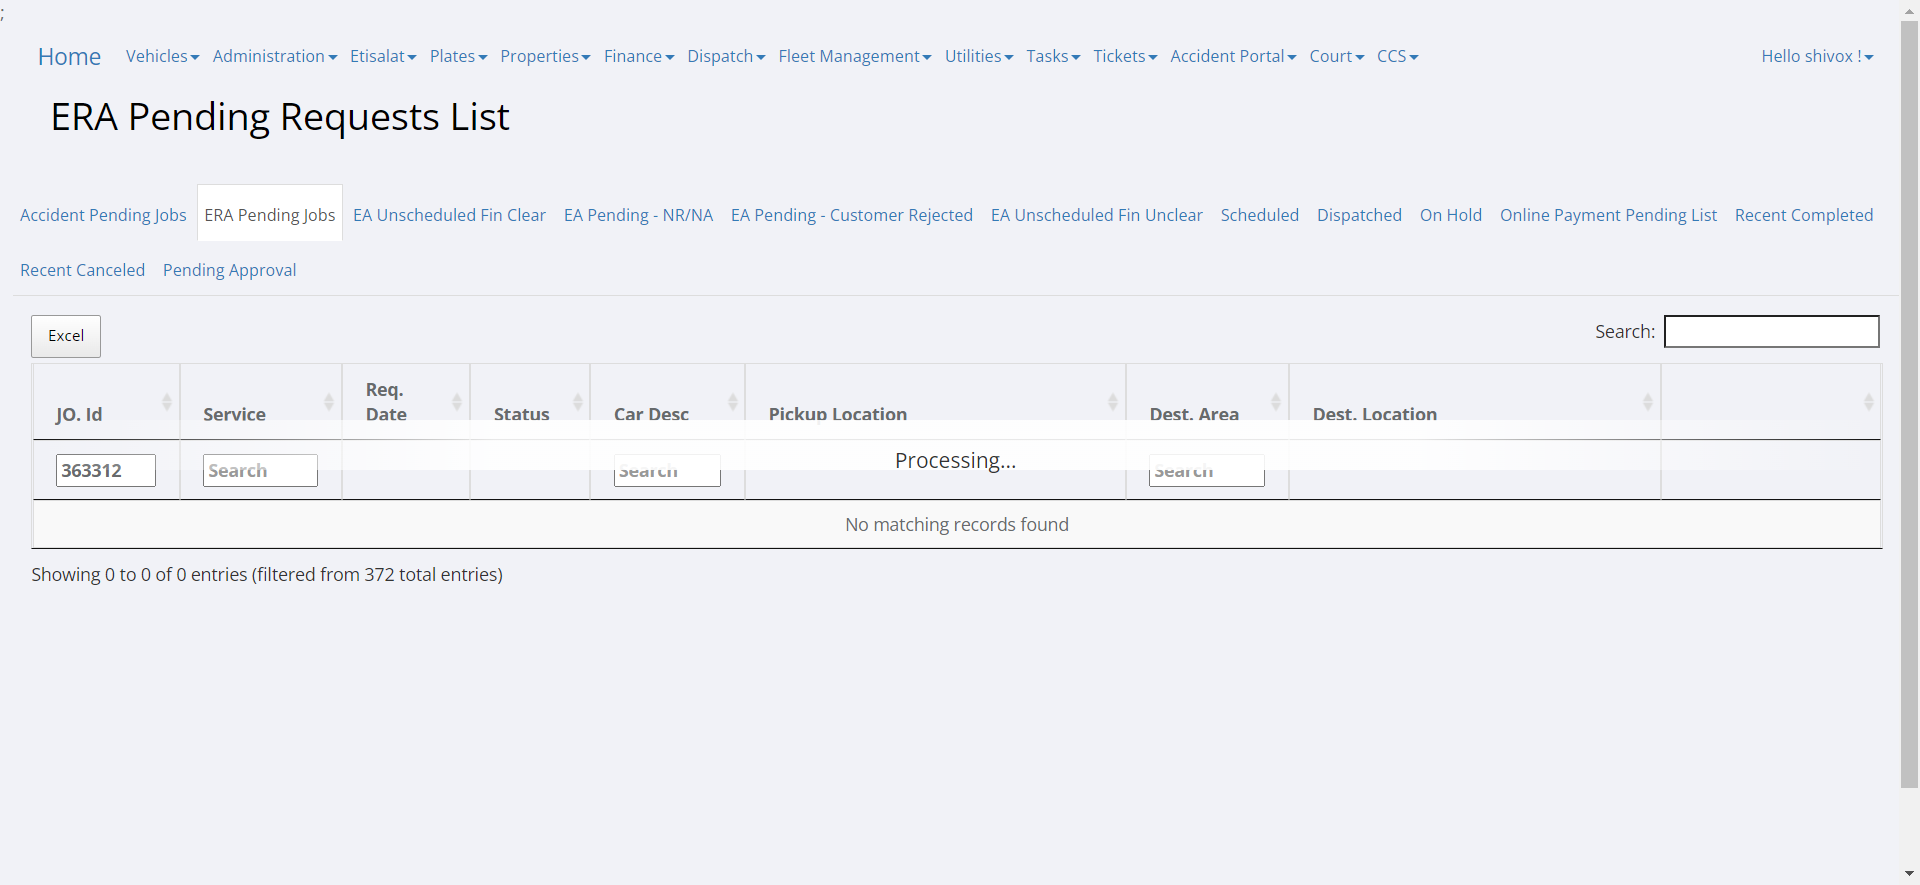 ;
Home Vehicles Administration Etisalat Plates Properties Finance Dispatch Fleet Management Utilities Tasks Tickets Accident Portal Court CCS Hello shivox !
ERA Pending Requests List
Accident Pending Jobs ERA Pending Jobs EA Unscheduled Fin Clear EA Pending - NR/NA EA Pending - Customer Rejected EA Unscheduled Fin Unclear Scheduled Dispatched On Hold Online Payment Pending List Recent Completed
Recent Canceled Pending Approval
Excel Search:
JO. Id Service Req. Date Status Car Desc Pickup Location Dest. Area Dest. Location
Processing...
363312 Search Search Search
No matching records found
Showing 0 to 0 of 0 entries (filtered from 372 total entries)